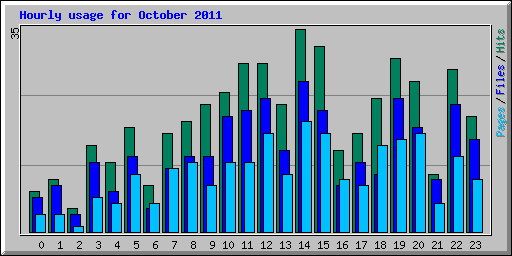 Hourly usage for October 2011
35
Pages / Files / Hits
0 1 2 3 4 5 6 7 8 9 10 11 12 13 14 15 16 17 18 19 20 21 22 23